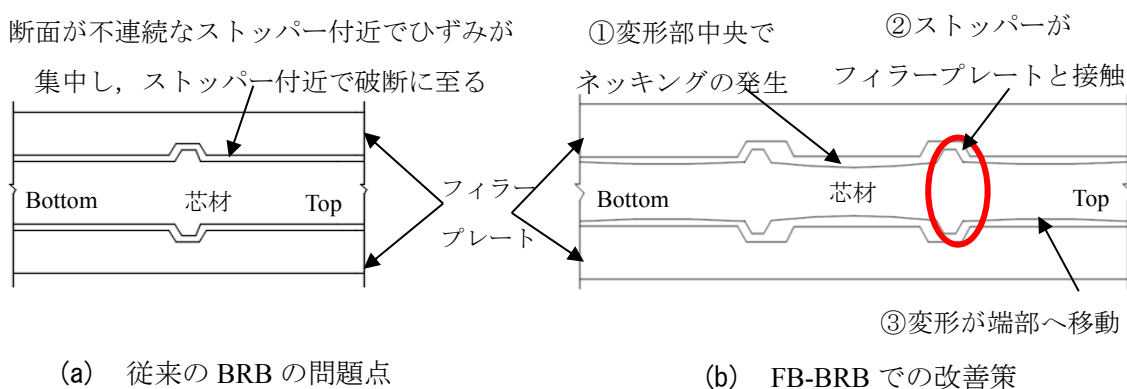 断面が不連続なストッパー付近でひずみが
集中し，ストッパー付近で破断に至る
Bottom
芯材
Top
フィラー
プレート
(a) 従来の BRB の問題点
①変形部中央で
ネッキングの発生
②ストッパーが
フィラープレートと接触
Bottom
芯材
Top
③変形が端部へ移動
(b) FB-BRB での改善策